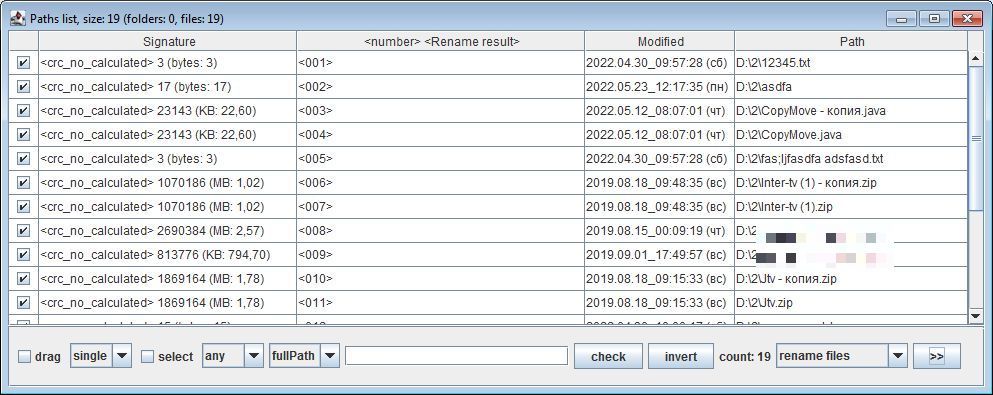 Paths list, size: 19 (folders: 0, files: 19)
Signature <number> <Rename result> Modified Path
<crc_no_calculated> 3 (bytes: 3) <001> 2022.04.30_09:57:28 (сб) D:\2\12345.txt
<crc_no_calculated> 17 (bytes: 17) <002> 2022.05.23_12:17:35 (пн) D:\2\asdfa
<crc_no_calculated> 23143 (KB: 22,60) <003> 2022.05.12_08:07:01 (чт) D:\2\CopyMove - копия.java
<crc_no_calculated> 23143 (KB: 22,60) <004> 2022.05.12_08:07:01 (чт) D:\2\CopyMove.java
<crc_no_calculated> 3 (bytes: 3) <005> 2022.04.30_09:57:28 (сб) D:\2\fas;ljfasdfa adsfasd.txt
<crc_no_calculated> 1070186 (MB: 1,02) <006> 2019.08.18_09:48:35 (вс) D:\2\Inter-tv (1) - копия.zip
<crc_no_calculated> 1070186 (MB: 1,02) <007> 2019.08.18_09:48:35 (вс) D:\2\Inter-tv (1).zip
<crc_no_calculated> 2690384 (MB: 2,57) <008> 2019.08.15_00:09:19 (чт) D:\2
<crc_no_calculated> 813776 (KB: 794,70) <009> 2019.09.01_17:49:57 (вс) D:\2
<crc_no_calculated> 1869164 (MB: 1,78) <010> 2019.08.18_09:15:33 (вс) D:\2\Utv - копия.zip
<crc_no_calculated> 1869164 (MB: 1,78) <011> 2019.08.18_09:15:33 (вс) D:\2\Utv.zip
drag single select any fullPath check invert count: 19 rename files >>